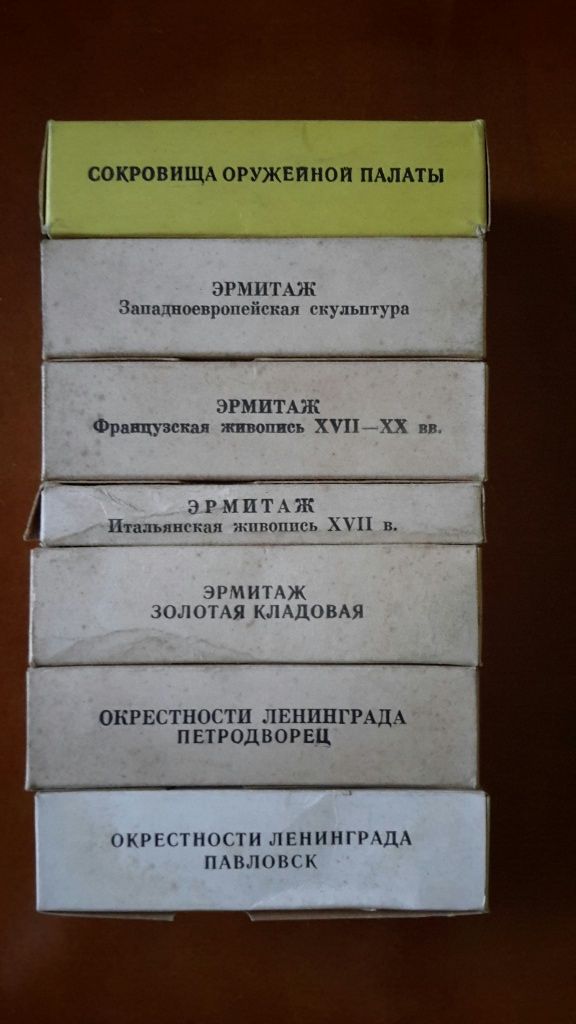 СОКРОВИЩА ОРУЖЕЙНОЙ ПАЛАТЫ
ЭРМИТАЖ
Западноевропейская скульптура
ЭРМИТАЖ
Французская живопись XVII—XX вв.
ЭРМИТАЖ
Итальянская живопись XVII в.
ЭРМИТАЖ
ЗОЛОТАЯ КЛАДОВАЯ
ОКРЕСТНОСТИ ЛЕНИНГРАДА
ПЕТРОДВОРЕЦ
ОКРЕСТНОСТИ ЛЕНИНГРАДА
ПАВЛОВСК